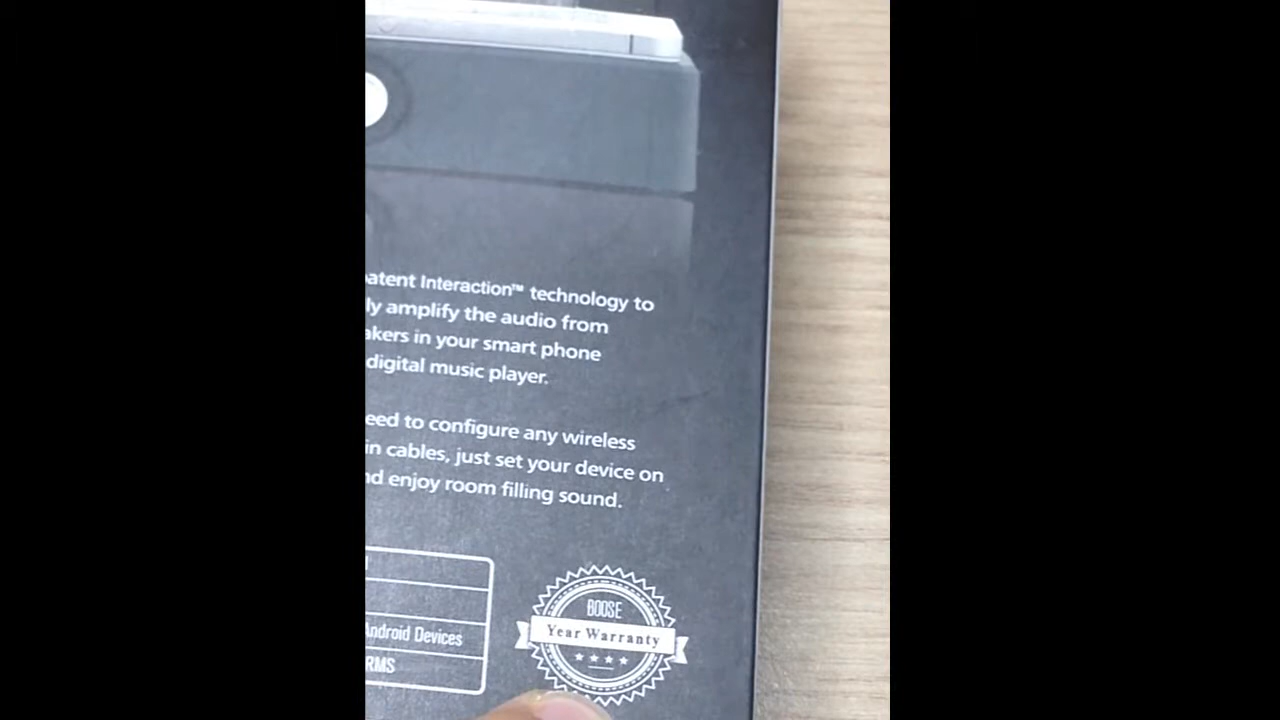 patent Interaction™ technology to
ly amplify the audio from
akers in your smart phone
digital music player.
eed to configure any wireless
in cables, just set your device on
nd enjoy room filling sound.
Android Devices
RMS
BOOSE
Year Warranty